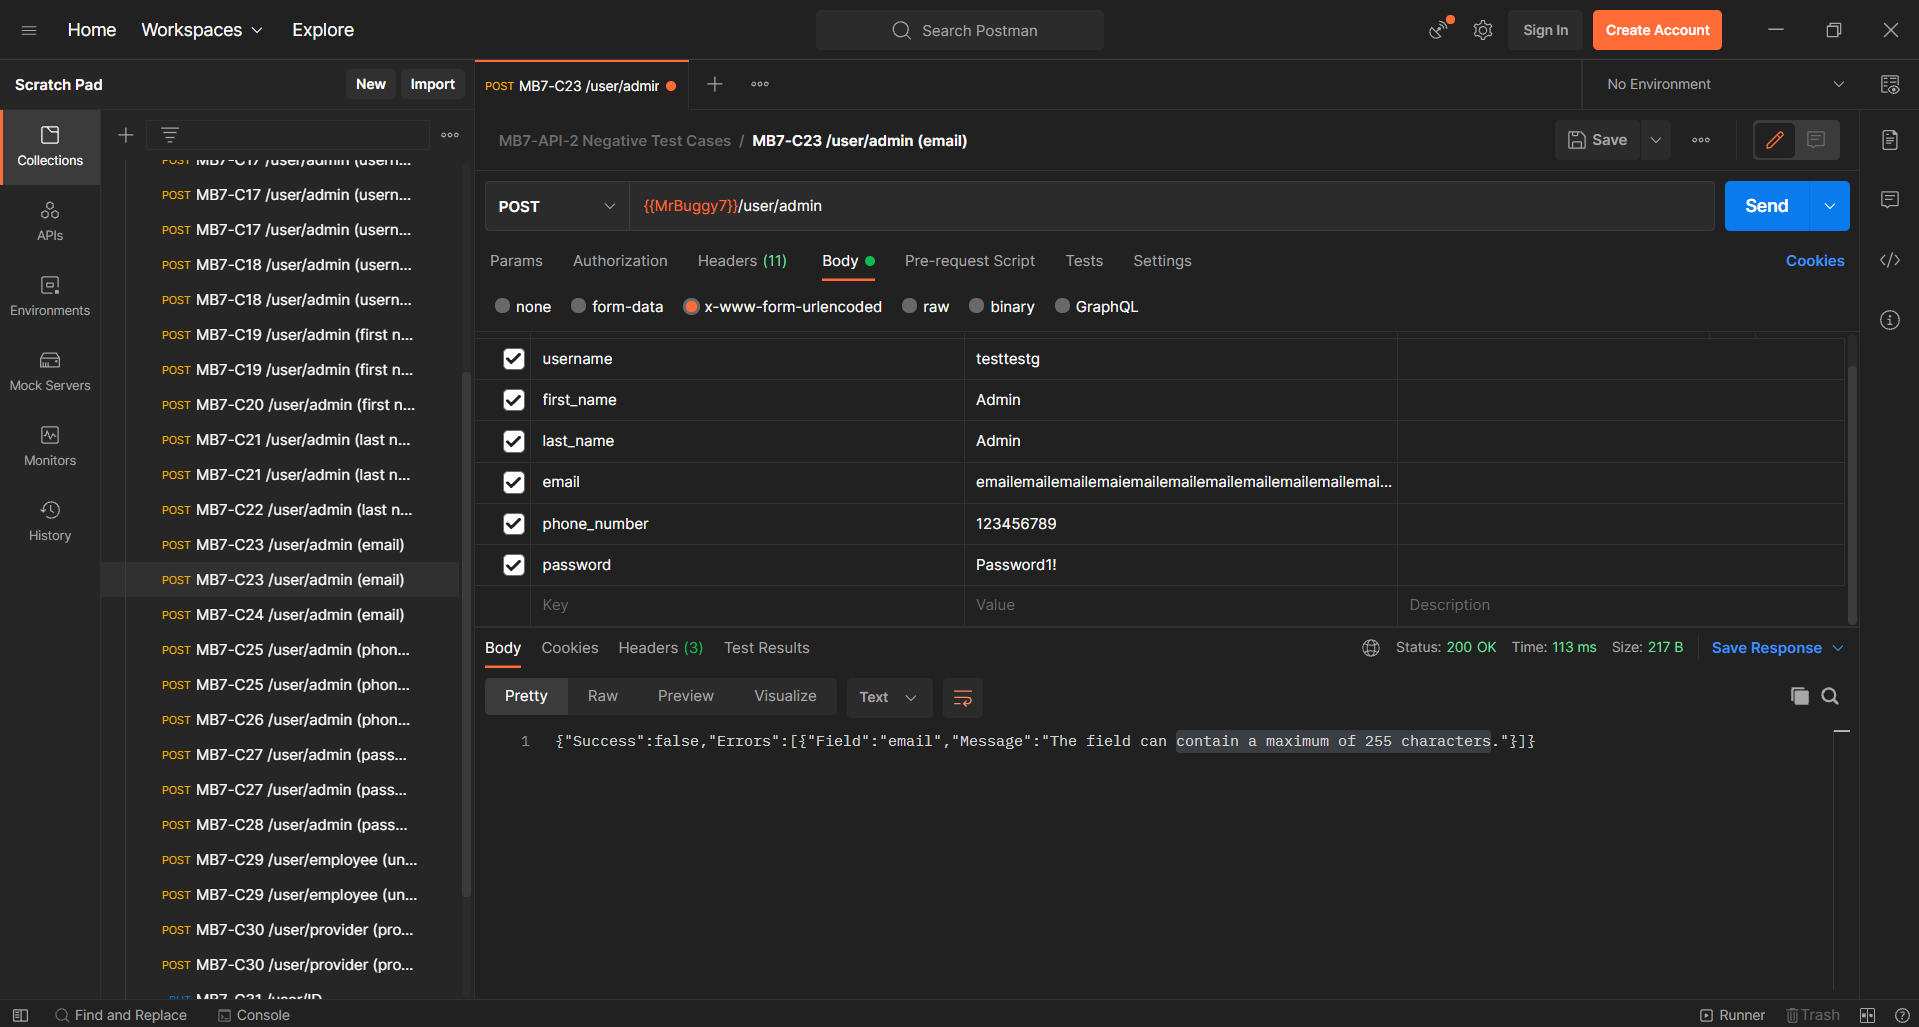 Home Workspaces Explore Search Postman Sign In Create Account
Scratch Pad New Import POST MB7-C23 /user/admir No Environment
Collections
APIs
Environments
Mock Servers
Monitors
History
POST MB7-C17 /user/admin (usern...
POST MB7-C17 /user/admin (usern...
POST MB7-C17 /user/admin (usern...
POST MB7-C18 /user/admin (usern...
POST MB7-C18 /user/admin (usern...
POST MB7-C19 /user/admin (first n...
POST MB7-C19 /user/admin (first n...
POST MB7-C20 /user/admin (first n...
POST MB7-C21 /user/admin (last n...
POST MB7-C21 /user/admin (last n...
POST MB7-C22 /user/admin (last n...
POST MB7-C23 /user/admin (email)
POST MB7-C23 /user/admin (email)
POST MB7-C24 /user/admin (email)
POST MB7-C25 /user/admin (phon...
POST MB7-C25 /user/admin (phon...
POST MB7-C26 /user/admin (phon...
POST MB7-C27 /user/admin (pass...
POST MB7-C27 /user/admin (pass...
POST MB7-C28 /user/admin (pass...
POST MB7-C29 /user/employee (un...
POST MB7-C29 /user/employee (un...
POST MB7-C30 /user/provider (pro...
POST MB7-C30 /user/provider (pro...
PUT MB7-C31 /user/ID
MB7-API-2 Negative Test Cases / MB7-C23 /user/admin (email) Save
POST {{MrBuggy7}}/user/admin Send
Params Authorization Headers (11) Body Pre-request Script Tests Settings Cookies
none form-data x-www-form-urlencoded raw binary GraphQL
username testtestg
first_name Admin
last_name Admin
email emailemailemailemaiemailemailemailemailemailemailemai...
phone_number 123456789
password Password1!
Key Value Description
Body Cookies Headers (3) Test Results Status: 200 OK Time: 113 ms Size: 217 B Save Response
Pretty Raw Preview Visualize Text
1 {"Success":false,"Errors":[{"Field":"email","Message":"The field can contain a maximum of 255 characters."}]}
Find and Replace Console Runner Trash